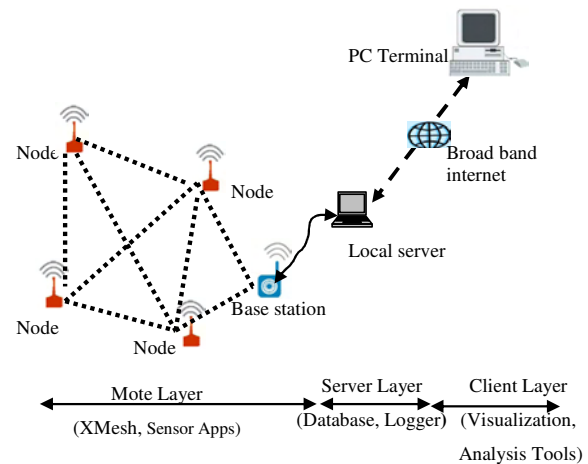 PC Terminal
Node
Broad band
internet
Node
Local server
Node
Base station
Node
Mote Layer
(XMesh, Sensor Apps)
Server Layer
(Database, Logger)
Client Layer
(Visualization,
Analysis Tools)